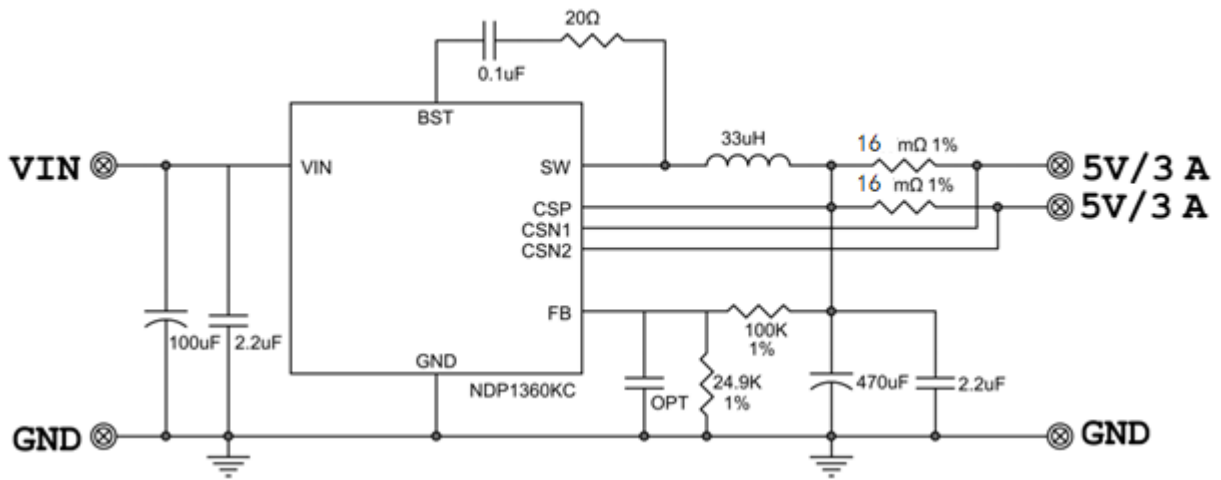 20Ω
0.1uF
BST
33uH
16 mΩ 1%
VIN
VIN
SW
5V/3 A
16 mΩ 1%
CSP
5V/3 A
CSN1
CSN2
FB
100K
1%
100uF
2.2uF
GND
NDP1360KC
OPT
24.9K
1%
470uF
2.2uF
GND
GND